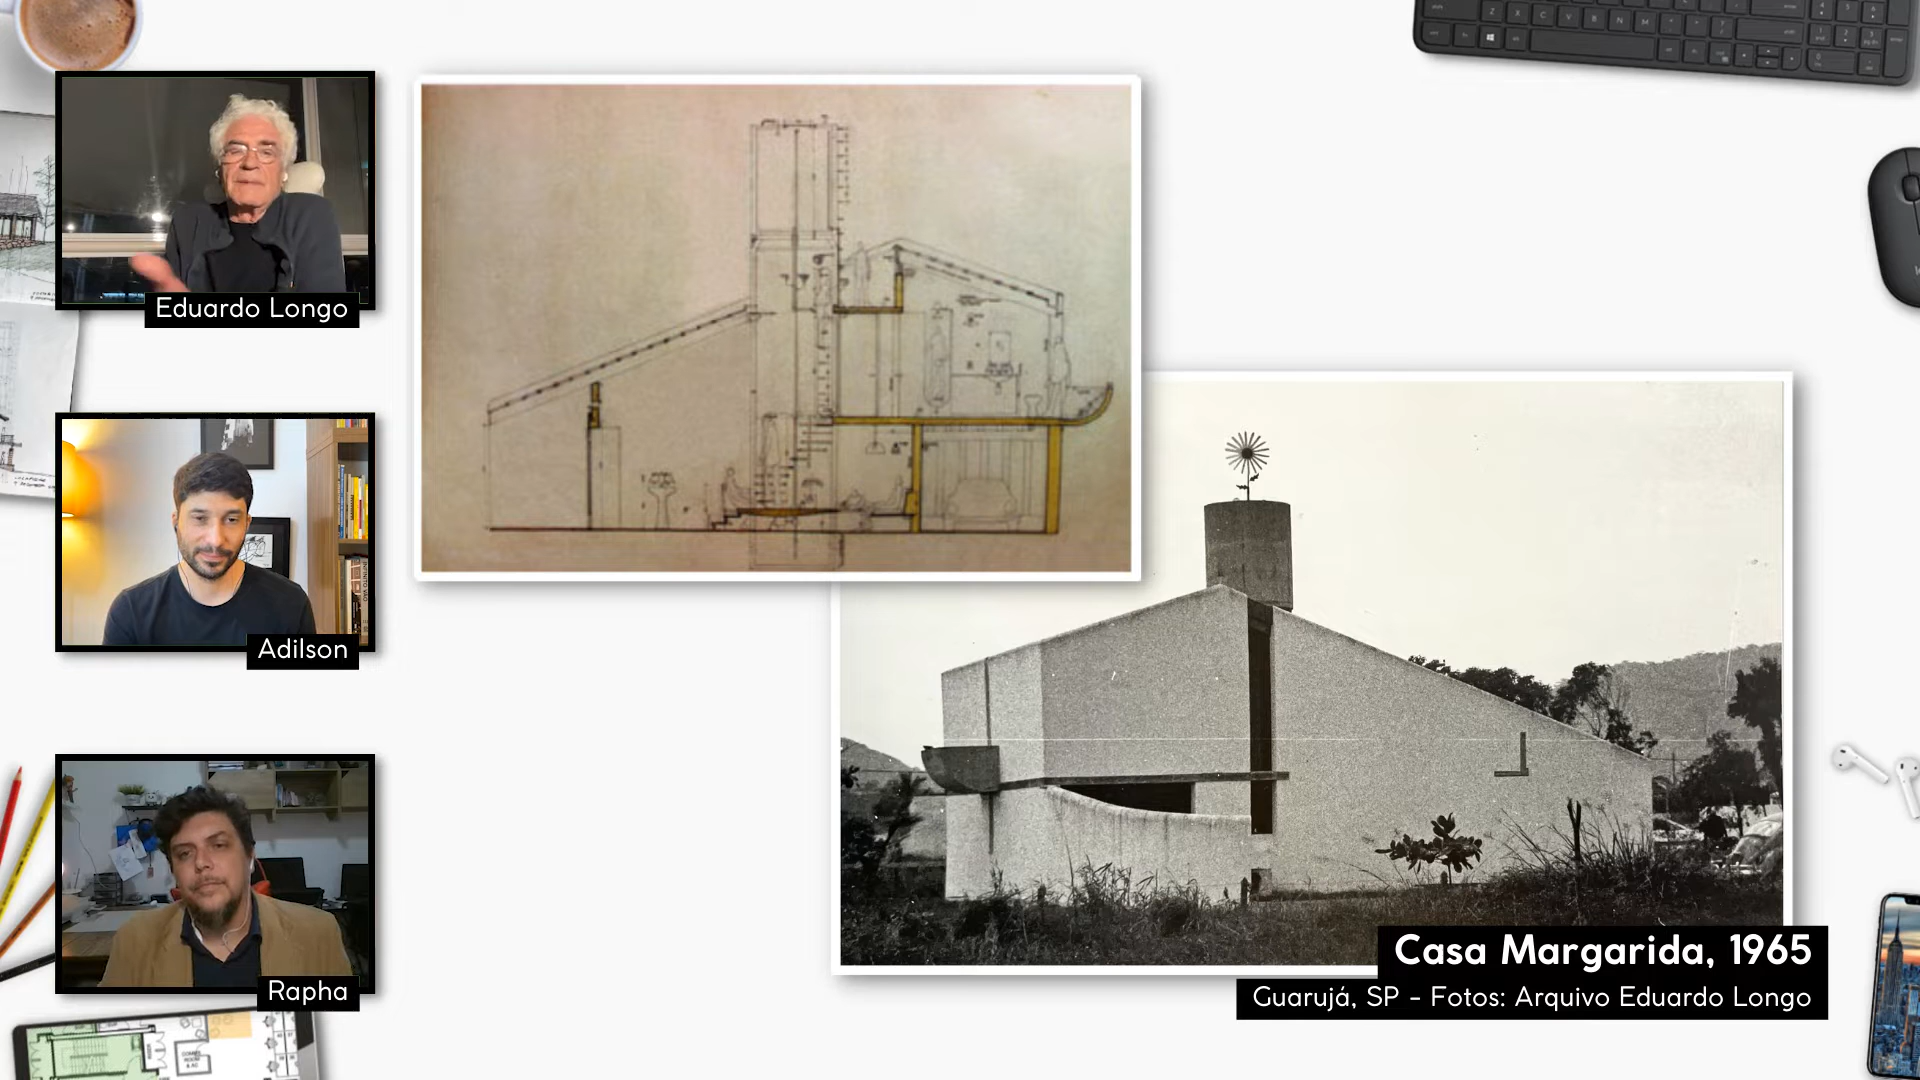 Eduardo Longo
Adilson
Rapha
Casa Margarida, 1965
Guarujá, SP - Fotos: Arquivo Eduardo Longo